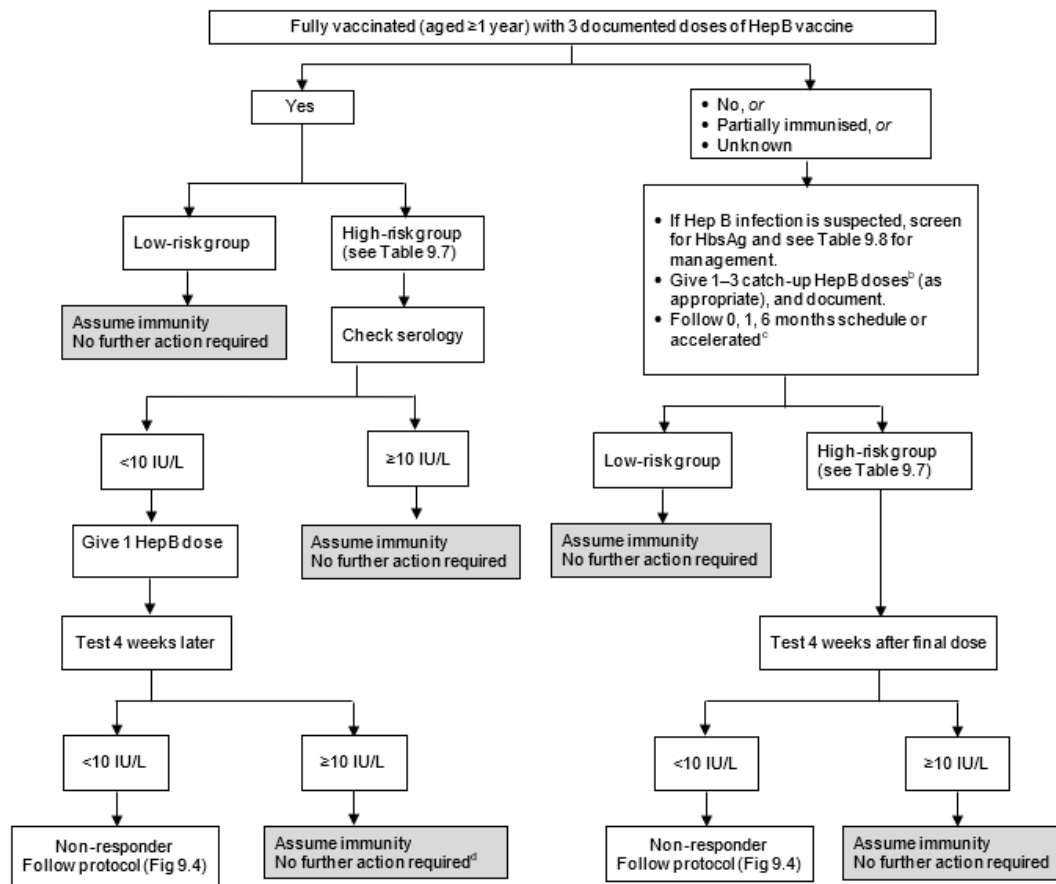 Fully vaccinated (aged ≥1 year) with 3 documented doses of HepB vaccine
Yes
• No, or
• Partially immunised, or
• Unknown
Low-risk group
High-risk group
(see Table 9.7)
• If Hep B infection is suspected, screen
for HbsAg and see Table 9.8 for
management.
• Give 1–3 catch-up HepB dosesᵇ (as
appropriate), and document.
• Follow 0, 1, 6 months schedule or
acceleratedᶜ
Assume immunity
No further action required
Check serology
<10 IU/L
≥10 IU/L
Low-risk group
High-risk group
(see Table 9.7)
Give 1 HepB dose
Assume immunity
No further action required
Assume immunity
No further action required
Test 4 weeks later
Test 4 weeks after final dose
<10 IU/L
≥10 IU/L
<10 IU/L
≥10 IU/L
Non-responder
Follow protocol (Fig 9.4)
Assume immunity
No further action requiredᵈ
Non-responder
Follow protocol (Fig 9.4)
Assume immunity
No further action required